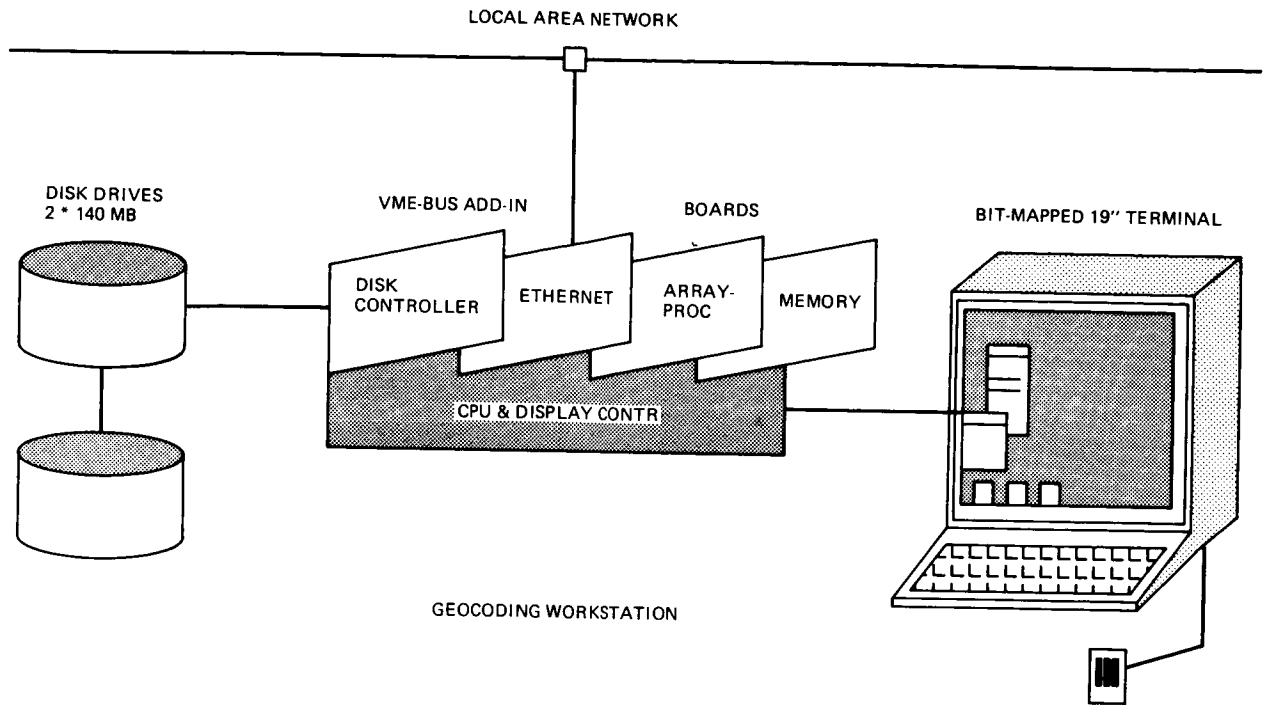 LOCAL AREA NETWORK
DISK DRIVES
2 * 140 MB
VME-BUS ADD-IN
BOARDS
BIT-MAPPED 19" TERMINAL
DISK
CONTROLLER
ETHERNET
ARRAY-
PROC
MEMORY
CPU & DISPLAY CONTR
GEOCODING WORKSTATION